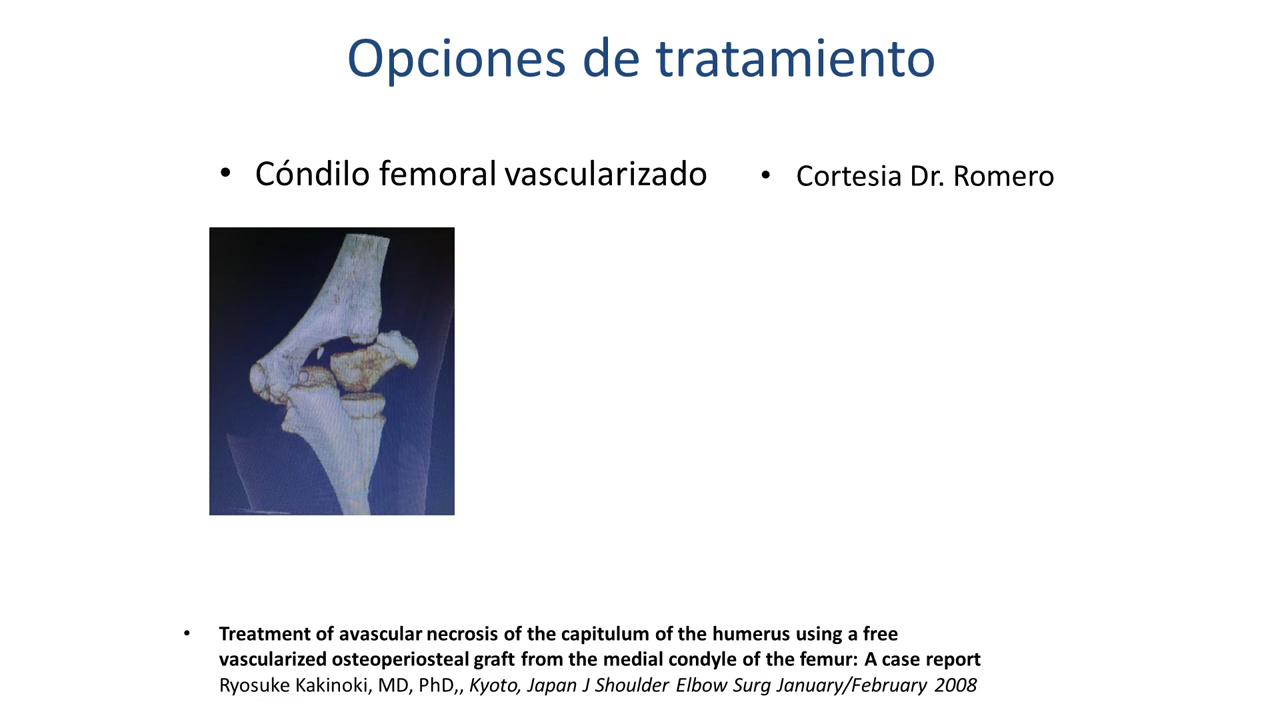 Opciones de tratamiento
• Cóndilo femoral vascularizado
• Cortesia Dr. Romero
• Treatment of avascular necrosis of the capitulum of the humerus using a free
vascularized osteoperiosteal graft from the medial condyle of the femur: A case report
Ryosuke Kakinoki, MD, PhD,, Kyoto, Japan J Shoulder Elbow Surg January/February 2008